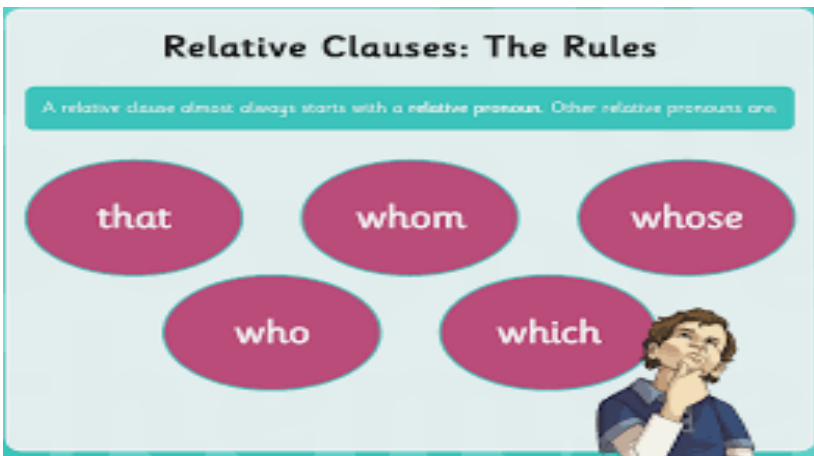 Relative Clauses: The Rules
A relative clause almost always starts with a relative pronoun. Other relative pronouns are:
that whom whose
who which